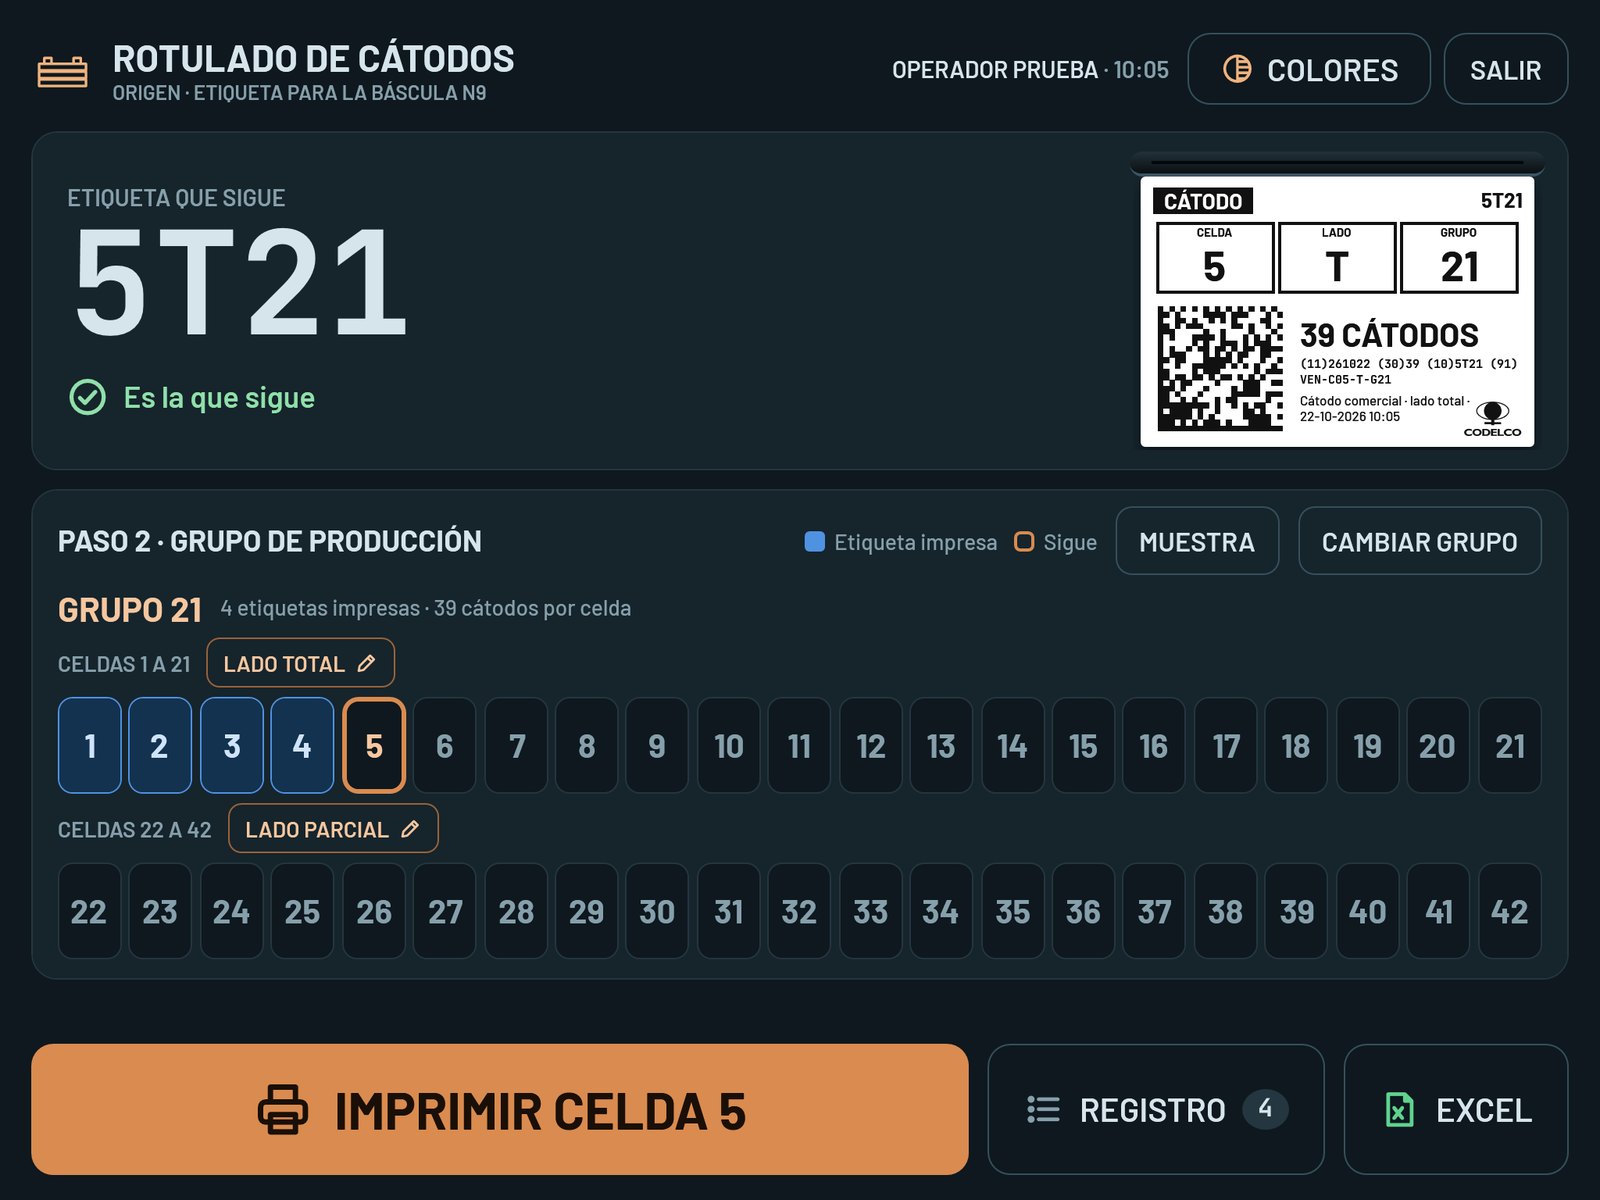 ROTULADO DE CÁTODOS
ORIGEN · ETIQUETA PARA LA BÁSCULA N9
OPERADOR PRUEBA · 10:05
COLORES
SALIR
ETIQUETA QUE SIGUE
5T21
Es la que sigue
CÁTODO
5T21
CELDA
5
LADO
T
GRUPO
21
39 CÁTODOS
(11)261022 (30)39 (10)5T21 (91)
VEN-C05-T-G21
Cátodo comercial · lado total ·
22-10-2026 10:05
CODELCO
PASO 2 · GRUPO DE PRODUCCIÓN
Etiqueta impresa
Sigue
MUESTRA
CAMBIAR GRUPO
GRUPO 21
4 etiquetas impresas · 39 cátodos por celda
CELDAS 1 A 21
LADO TOTAL
1 2 3 4 5 6 7 8 9 10 11 12 13 14 15 16 17 18 19 20 21
CELDAS 22 A 42
LADO PARCIAL
22 23 24 25 26 27 28 29 30 31 32 33 34 35 36 37 38 39 40 41 42
IMPRIMIR CELDA 5
REGISTRO 4
EXCEL